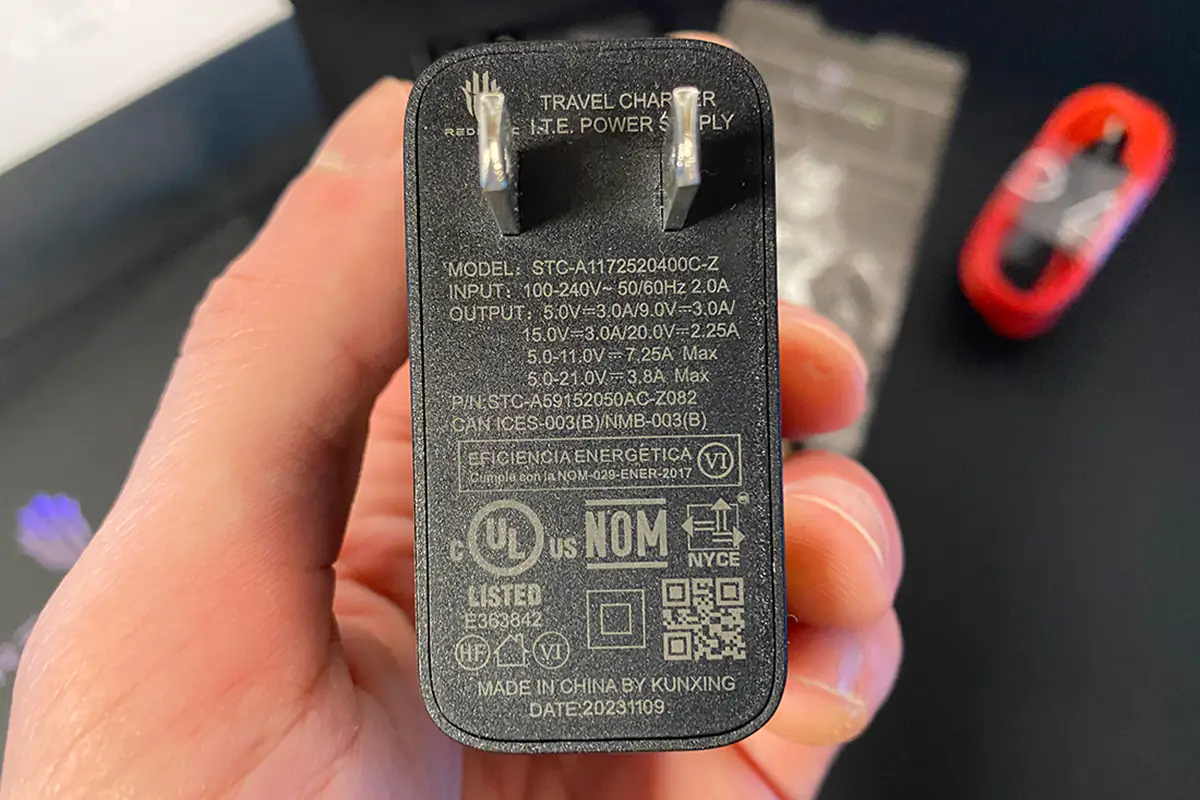 TRAVEL
I.T.E. POWER
MODEL: STC-A1172520400C-Z
INPUT: 100-240V~ 50/60Hz 2.0A
OUTPUT: 5.0V⎓3.0A/9.0V⎓3.0A/
15.0V⎓3.0A/20.0V⎓2.25A
5.0-11.0V⎓7.25A Max
5.0-21.0V⎓3.8A Max
P/N:STC-A59152050AC-Z082
CAN ICES-003(B)/NMB-003(B)
EFICIENCIA ENERGÉTICA VI
Cumple con la NOM-029-ENER-2017
C UL US NOM
NYCE
LISTED
E363842
HF VI
MADE IN CHINA BY KUNXING
DATE:20231109